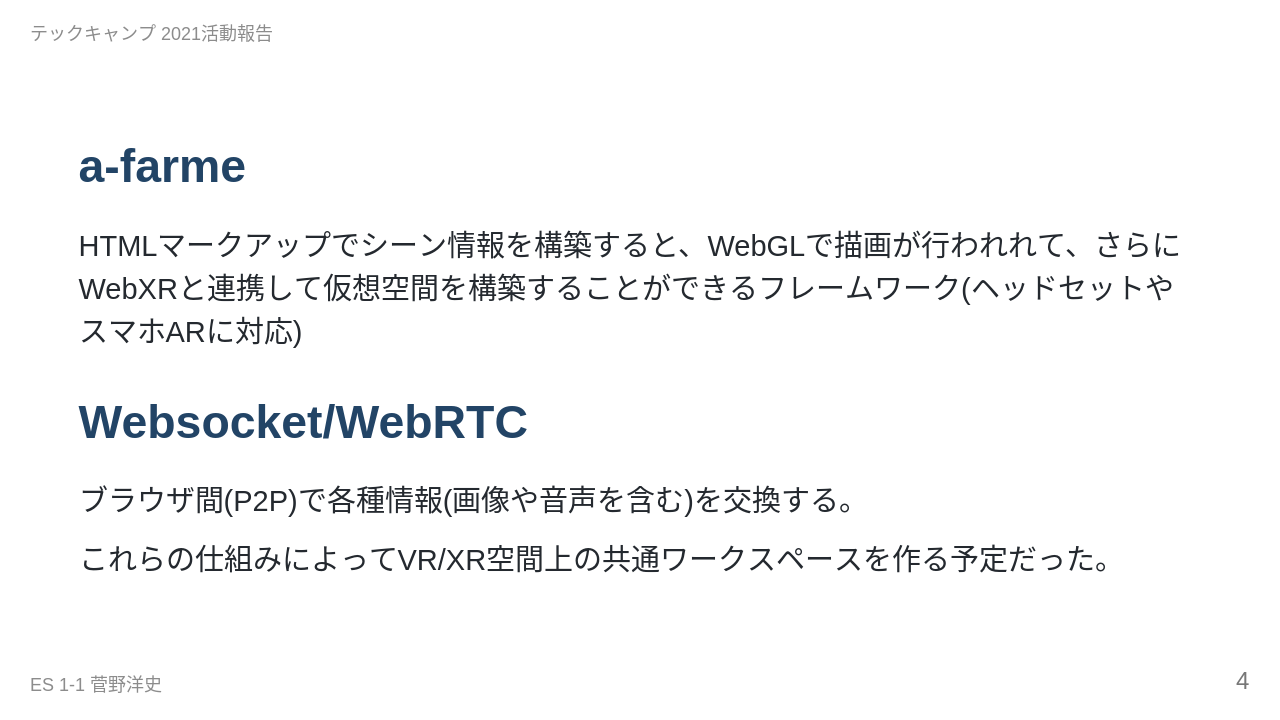 テックキャンプ 2021活動報告
a-farme
HTMLマークアップでシーン情報を構築すると、WebGLで描画が行われれて、さらに
WebXRと連携して仮想空間を構築することができるフレームワーク(ヘッドセットや
スマホARに対応)
Websocket/WebRTC
ブラウザ間(P2P)で各種情報(画像や音声を含む)を交換する。
これらの仕組みによってVR/XR空間上の共通ワークスペースを作る予定だった。
ES 1-1 菅野洋史
4